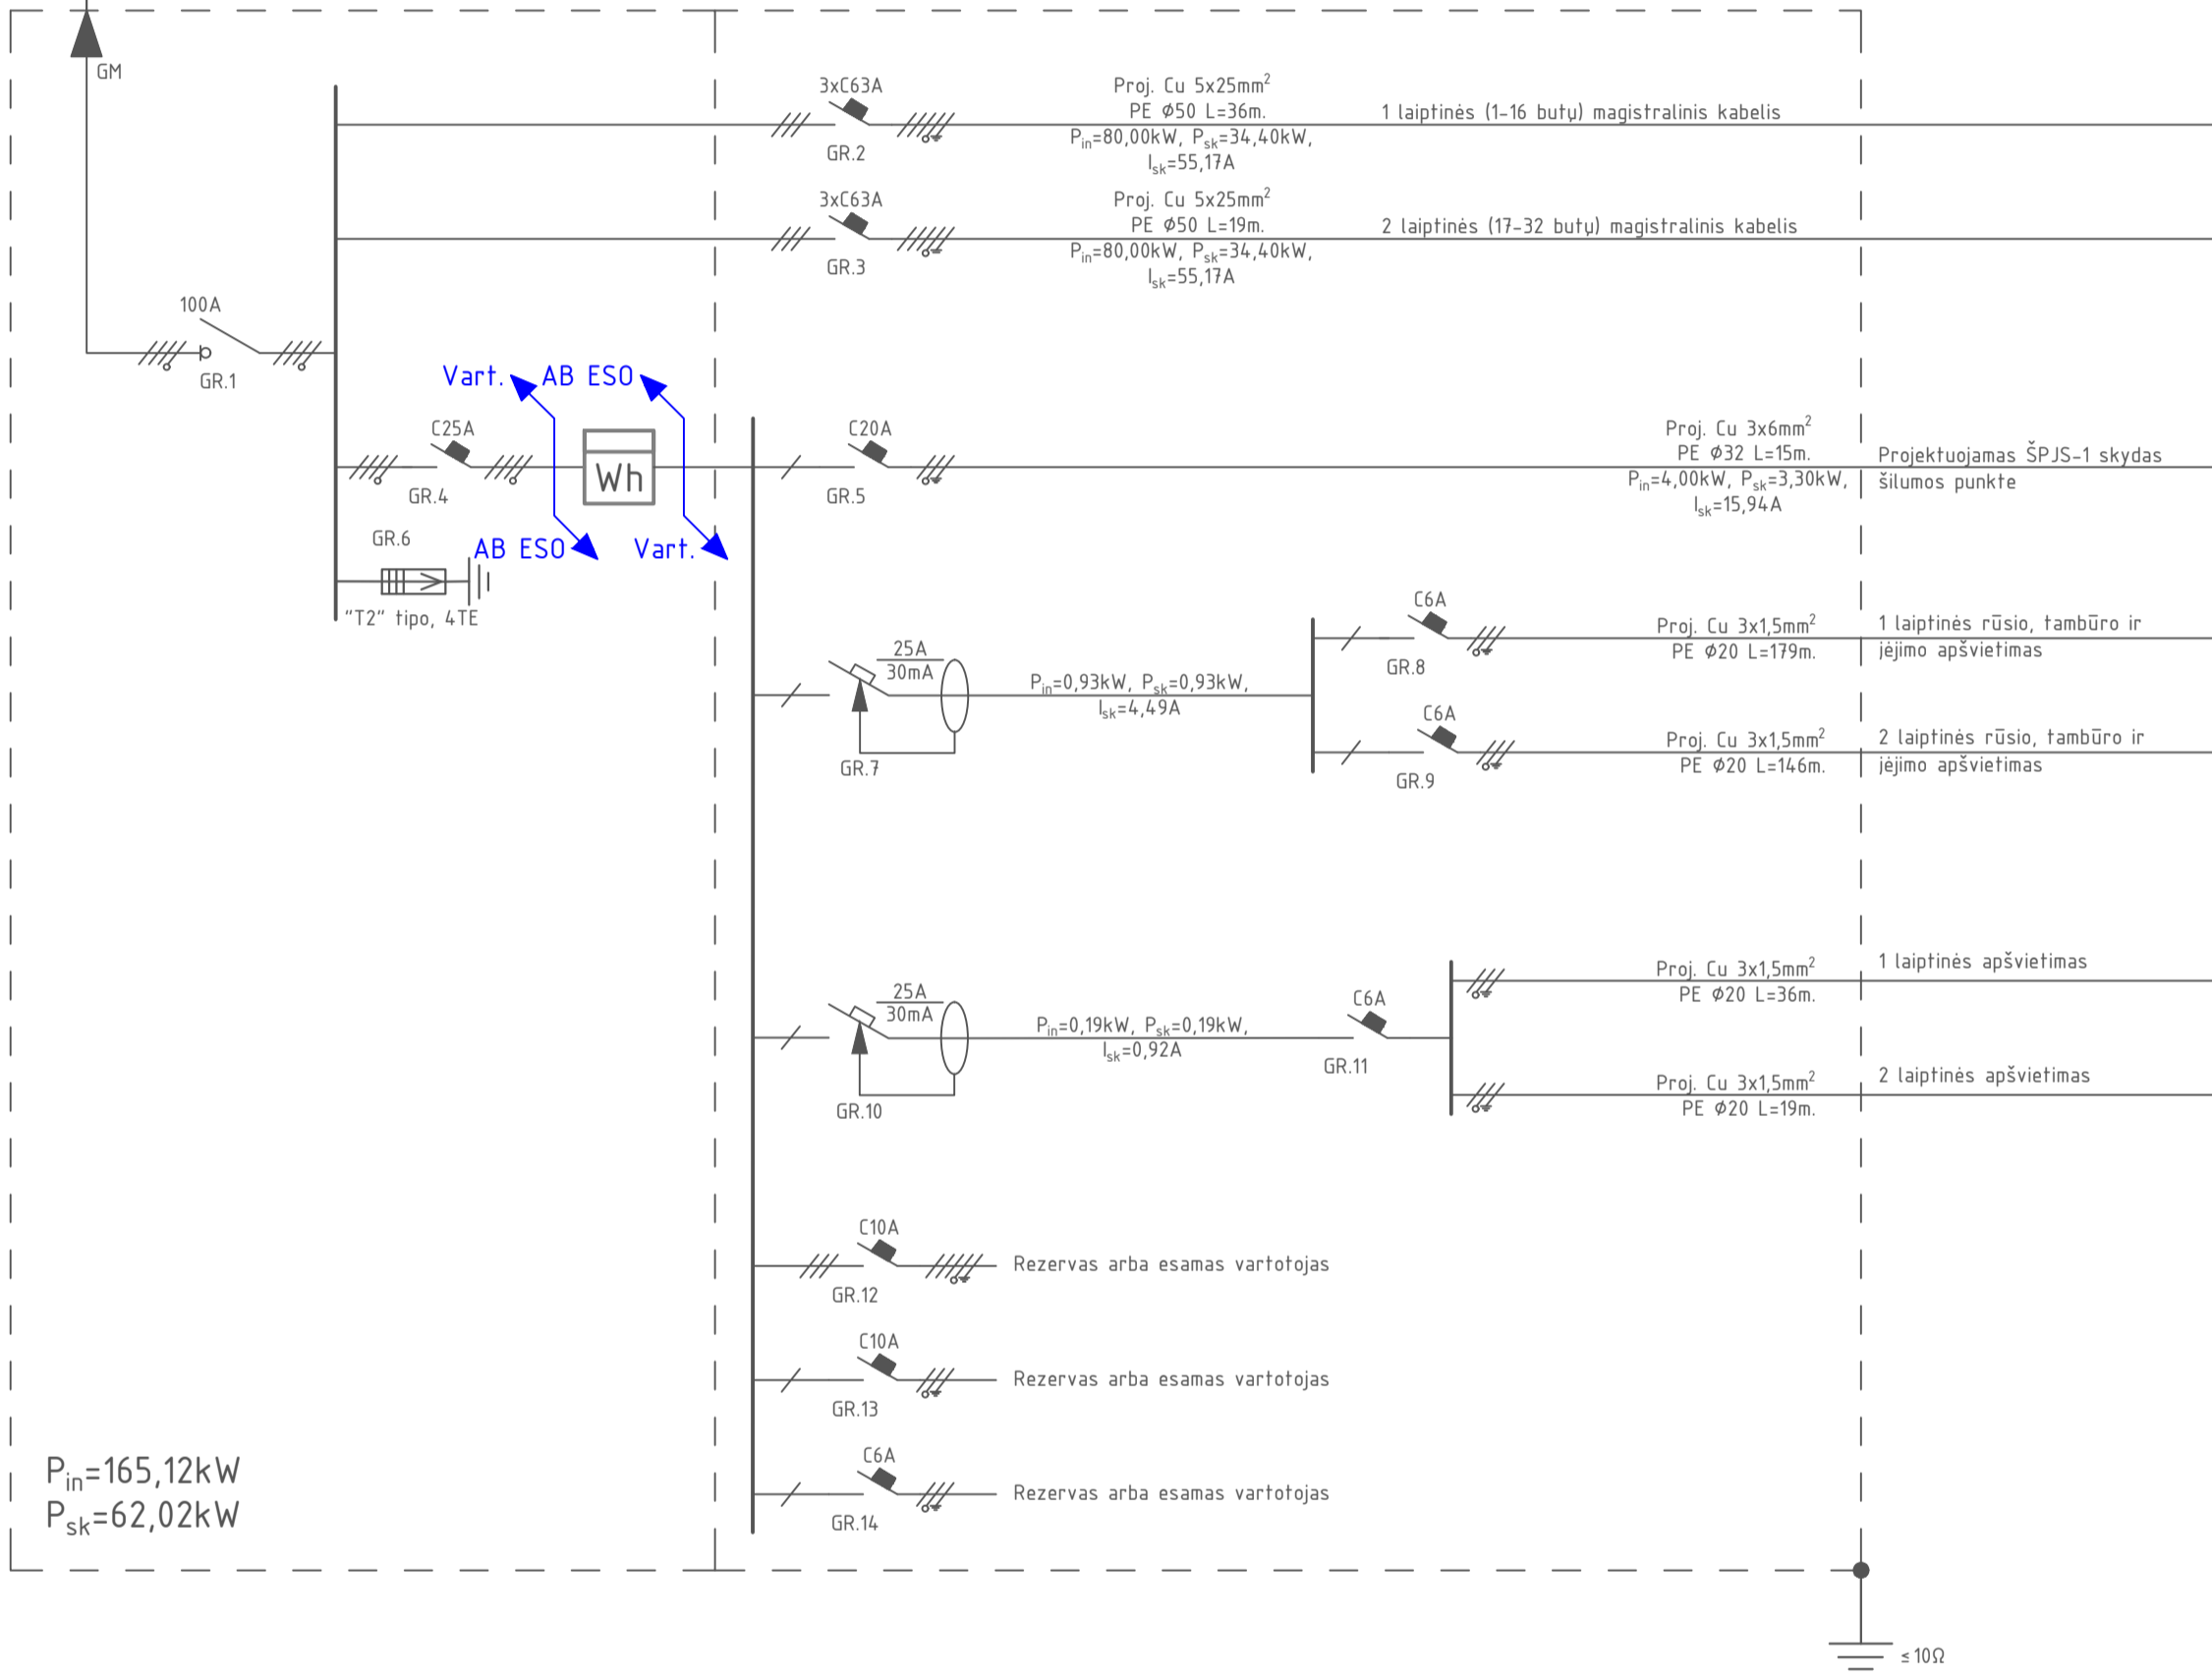 GM
3xC63A
GR.2
Proj. Cu 5x25mm²
PE Ø50 L=36m.
Pin=80,00kW, Psk=34,40kW,
Isk=55,17A
1 laiptinės (1-16 butų) magistralinis kabelis
3xC63A
GR.3
Proj. Cu 5x25mm²
PE Ø50 L=19m.
Pin=80,00kW, Psk=34,40kW,
Isk=55,17A
2 laiptinės (17-32 butų) magistralinis kabelis
100A
GR.1
Vart. AB ESO
C25A
GR.4
Wh
AB ESO Vart.
C20A
GR.5
Proj. Cu 3x6mm²
PE Ø32 L=15m.
Pin=4,00kW, Psk=3,30kW,
Isk=15,94A
Projektuojamas ŠPJS-1 skydas
šilumos punkte
GR.6
"T2" tipo, 4TE
25A
30mA
GR.7
Pin=0,93kW, Psk=0,93kW,
Isk=4,49A
C6A
GR.8
Proj. Cu 3x1,5mm²
PE Ø20 L=179m.
1 laiptinės rūsio, tambūro ir
įėjimo apšvietimas
C6A
GR.9
Proj. Cu 3x1,5mm²
PE Ø20 L=146m.
2 laiptinės rūsio, tambūro ir
įėjimo apšvietimas
25A
30mA
GR.10
Pin=0,19kW, Psk=0,19kW,
Isk=0,92A
C6A
GR.11
Proj. Cu 3x1,5mm²
PE Ø20 L=36m.
1 laiptinės apšvietimas
Proj. Cu 3x1,5mm²
PE Ø20 L=19m.
2 laiptinės apšvietimas
C10A
GR.12
Rezervas arba esamas vartotojas
C10A
GR.13
Rezervas arba esamas vartotojas
C6A
GR.14
Rezervas arba esamas vartotojas
Pin=165,12kW
Psk=62,02kW
≤10Ω